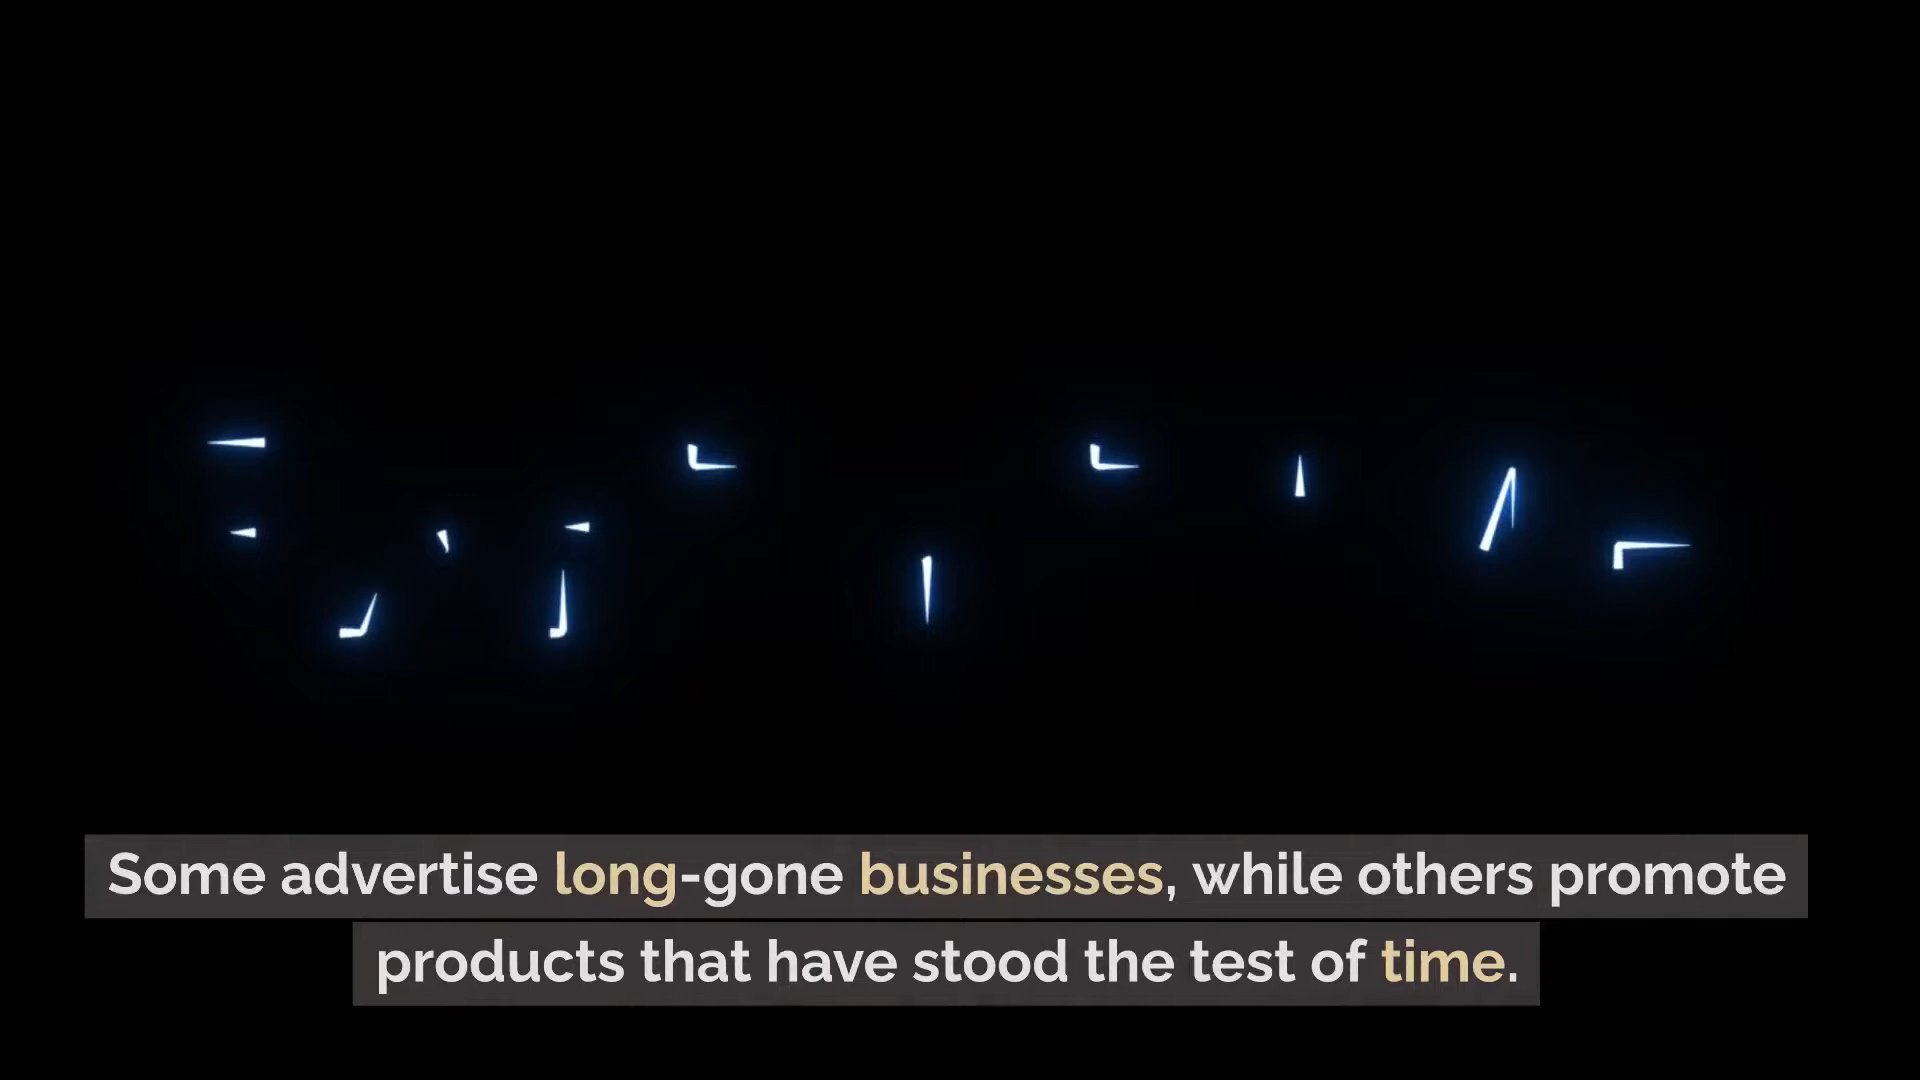 Some advertise long-gone businesses, while others promote
products that have stood the test of time.